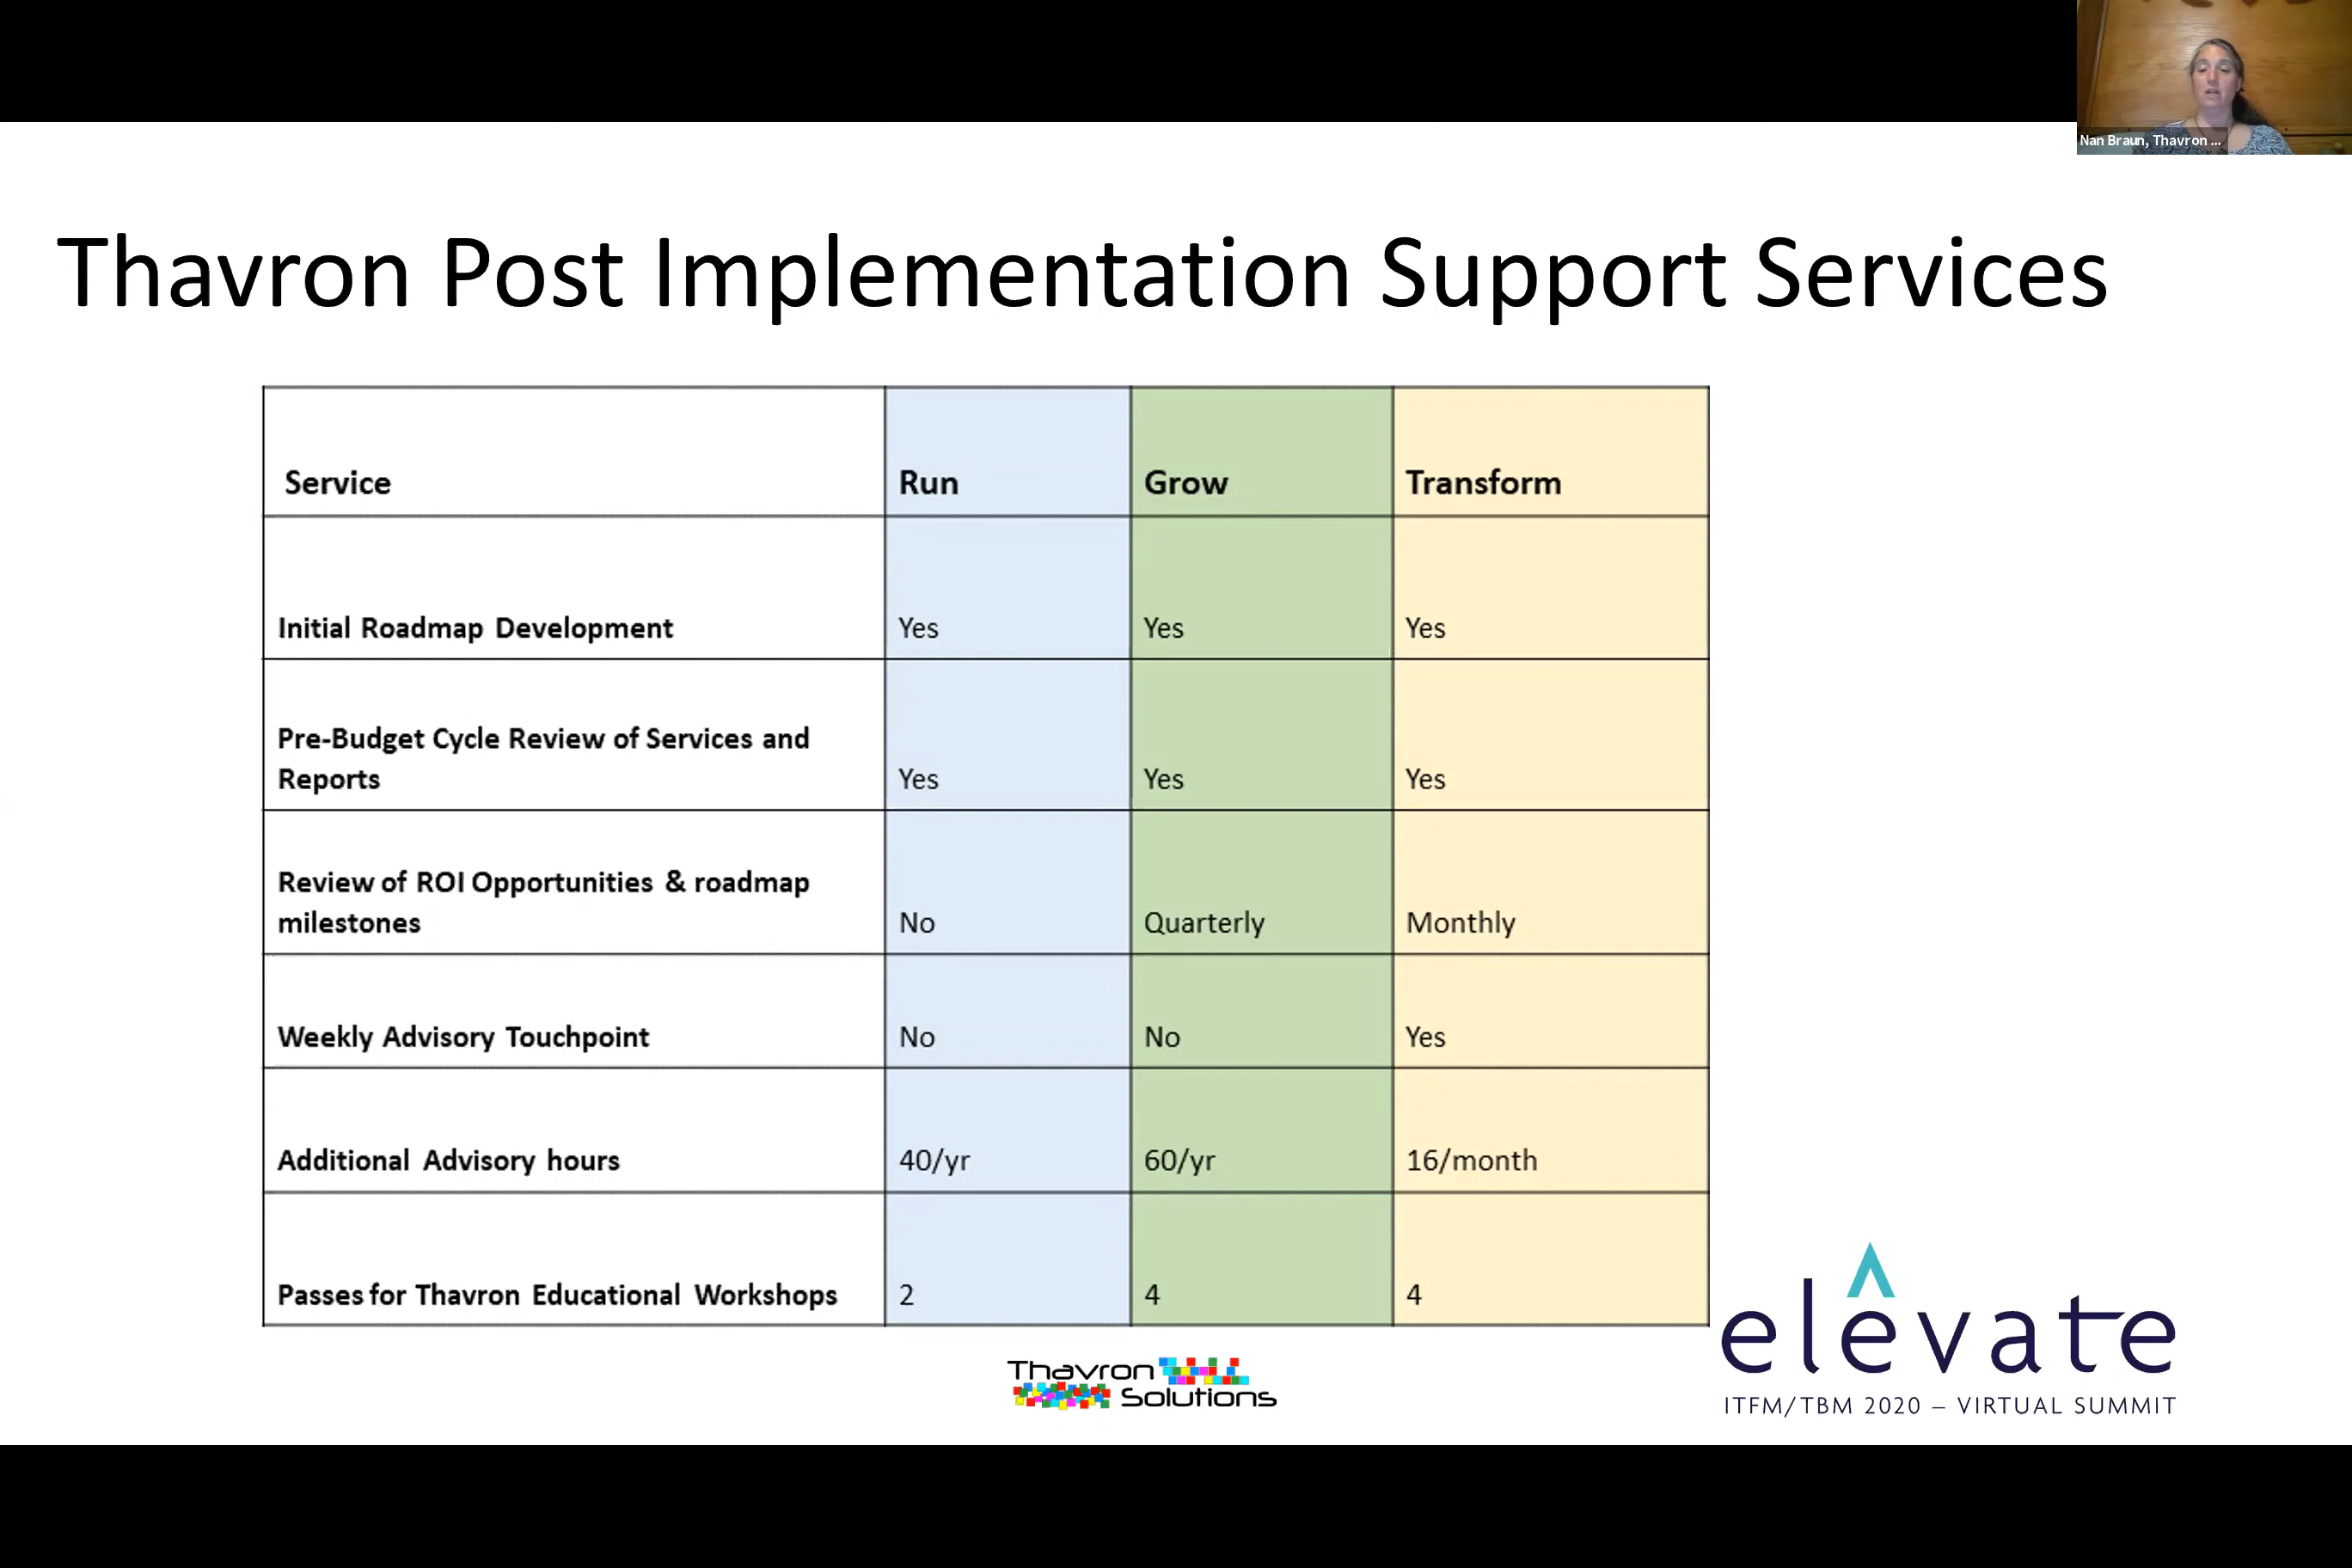 Nan Braun, Thavron ...
Thavron Post Implementation Support Services
Service Run Grow Transform
Initial Roadmap Development Yes Yes Yes
Pre-Budget Cycle Review of Services and
Reports Yes Yes Yes
Review of ROI Opportunities & roadmap
milestones No Quarterly Monthly
Weekly Advisory Touchpoint No No Yes
Additional Advisory hours 40/yr 60/yr 16/month
Passes for Thavron Educational Workshops 2 4 4
Thavron
Solutions
elevate
ITFM/TBM 2020 – VIRTUAL SUMMIT